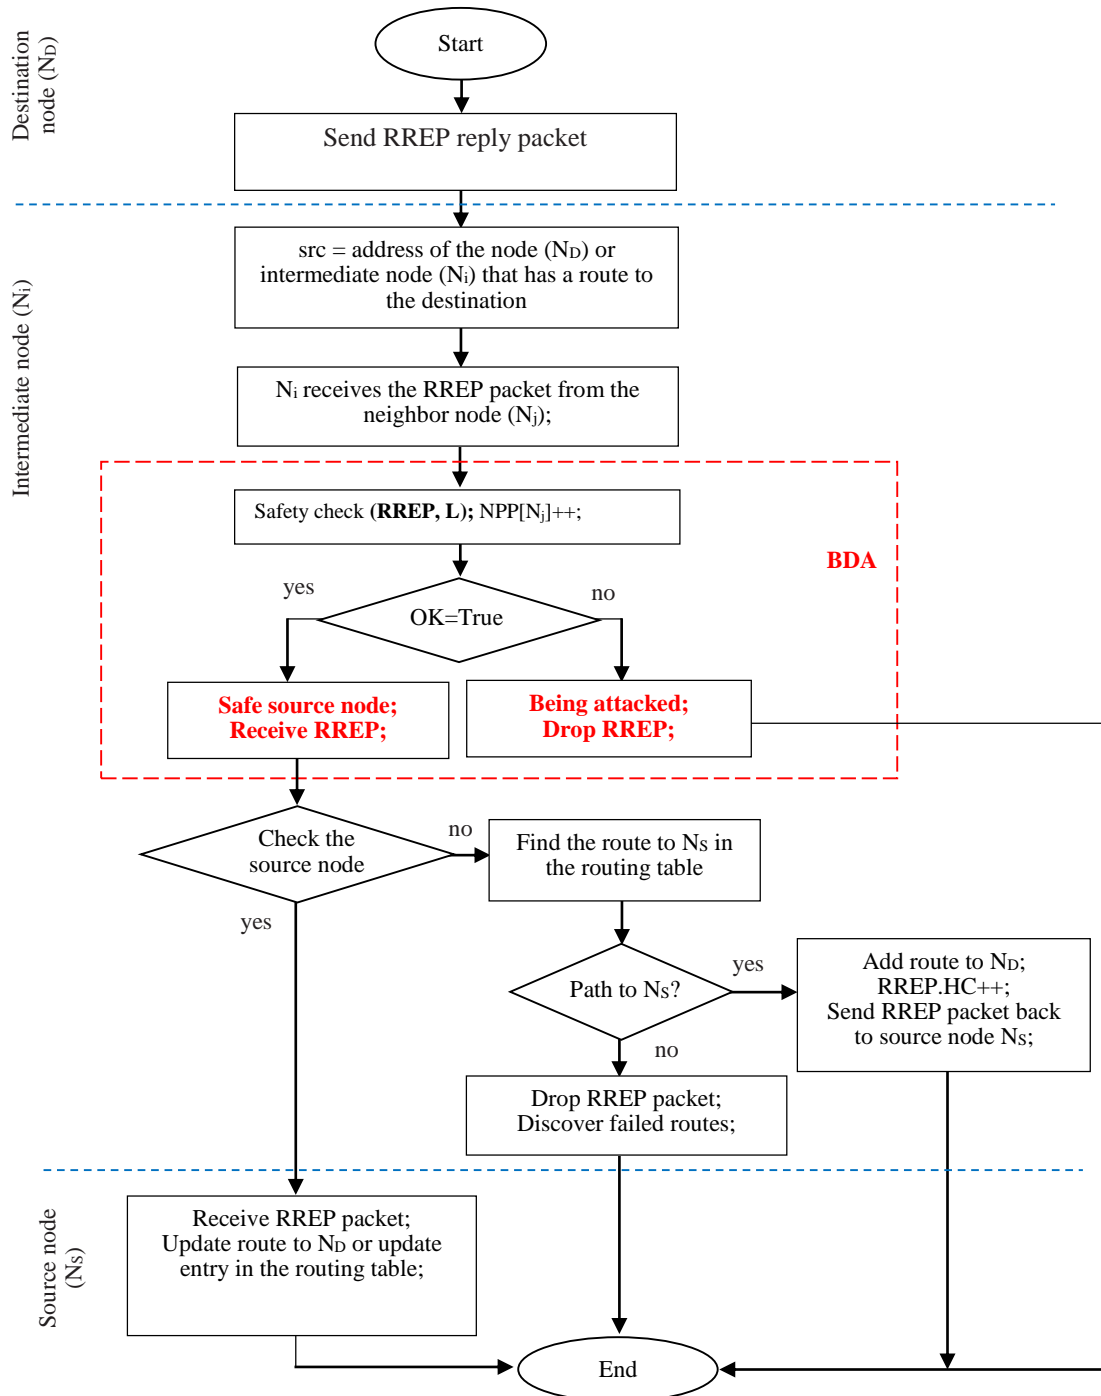 Destination
node (ND)
Start
Send RREP reply packet
Intermediate node (Ni)
src = address of the node (ND) or
intermediate node (Ni) that has a route to
the destination
Ni receives the RREP packet from the
neighbor node (Nj);
Safety check (RREP, L); NPP[Nj]++;
BDA
yes
no
OK=True
Safe source node;
Receive RREP;
Being attacked;
Drop RREP;
Check the
source node
no
yes
Find the route to NS in
the routing table
Path to NS?
yes
no
Add route to ND;
RREP.HC++;
Send RREP packet back
to source node NS;
Drop RREP packet;
Discover failed routes;
Source node
(NS)
Receive RREP packet;
Update route to ND or update
entry in the routing table;
End